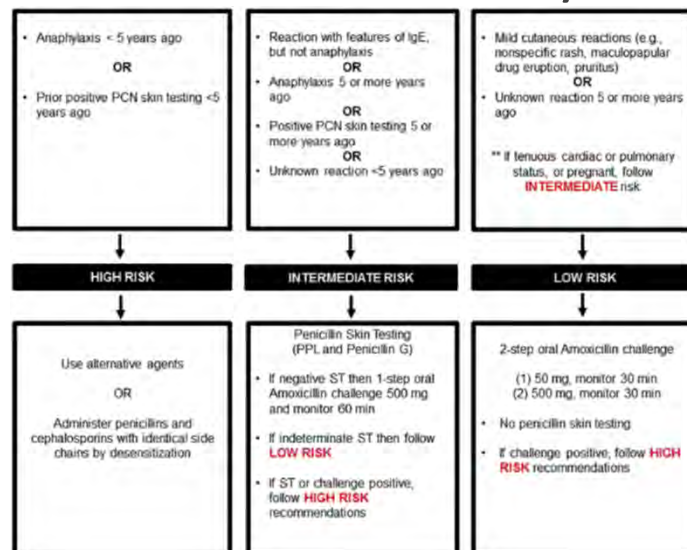 • Anaphylaxis < 5 years ago
OR
• Prior positive PCN skin testing <5
years ago
• Reaction with features of IgE,
but not anaphylaxis
OR
• Anaphylaxis 5 or more years
ago
OR
• Positive PCN skin testing 5 or
more years ago
OR
• Unknown reaction <5 years ago
• Mild cutaneous reactions (e.g.,
nonspecific rash, maculopapular
drug eruption, pruritus)
OR
• Unknown reaction 5 or more years
ago
** If tenuous cardiac or pulmonary
status, or pregnant, follow
INTERMEDIATE risk
HIGH RISK
INTERMEDIATE RISK
LOW RISK
Use alternative agents
OR
Administer penicillins and
cephalosporins with identical side
chains by desensitization
Penicillin Skin Testing
(PPL and Penicillin G)
• If negative ST then 1-step oral
Amoxicillin challenge 500 mg
and monitor 60 min
• If indeterminate ST then follow
LOW RISK
• If ST or challenge positive,
follow HIGH RISK
recommendations
2-step oral Amoxicillin challenge
(1) 50 mg, monitor 30 min
(2) 500 mg, monitor 30 min
• No penicillin skin testing
• If challenge positive, follow HIGH
RISK recommendations